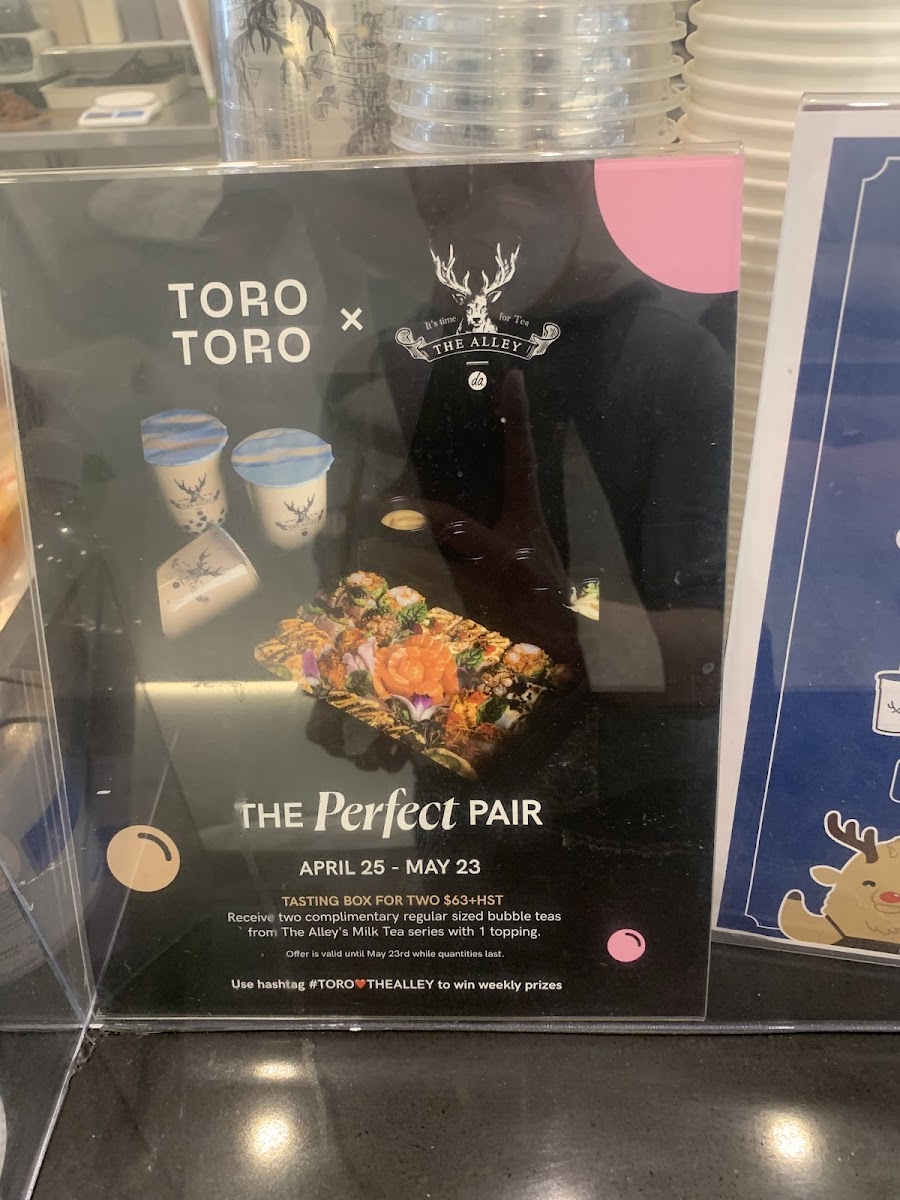 TORO
TORO
×
It's time for Tea
THE ALLEY
da
THE Perfect PAIR
APRIL 25 - MAY 23
TASTING BOX FOR TWO $63+HST
Receive two complimentary regular sized bubble teas
from The Alley's Milk Tea series with 1 topping.
Offer is valid until May 23rd while quantities last.
Use hashtag #TORO❤THEALLEY to win weekly prizes